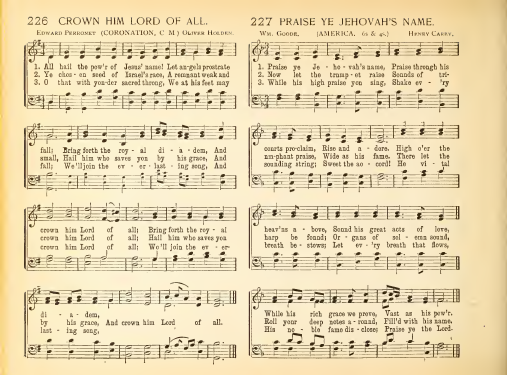 226 CROWN HIM LORD OF ALL.
EDWARD PERRONET (CORONATION, C M) OLIVER HOLDEN.
1. All hail the pow'r of Jesus' name! Let an-gels prostrate
2. Ye chos-en seed of Israel's race, A remnant weak and
3. O that with yon-der sacred throng, We at his feet may
fall; Bring forth the roy - al di - a - dem, And
small, Hail him who saves you by his grace, And
fall; We'll join the ev - er - last - ing song, And
crown him Lord of all; Bring forth the roy - al
crown him Lord of all; Hail him who saves you
crown him Lord of all; We'll join the ev - er-
di - a - dem,
by his grace, And crown him Lord of all.
last - ing song,
227 PRAISE YE JEHOVAH'S NAME.
WM. GOODE. (AMERICA. 6s & 4s.) HENRY CAREY.
1. Praise ye Je - ho - vah's name, Praise through his
2. Now let the trump - et raise Sounds of tri-
3. While his high praise you sing, Shake ev - 'ry
courts proclaim, Rise and a - dore. High o'er the
umphant praise, Wide as his fame. There let the
sounding string; Sweet the ac - cord! He vi - tal
heav'ns a - bove, Sound his great acts of love,
harp be found; Or - gans of sol - emn sound,
breath be - stows; Let ev - 'ry breath that flows,
While his rich grace we prove, Vast as his pow'r.
Roll your deep notes a - round, Fill'd with his name.
His no - ble fame dis - close; Praise ye the Lord.